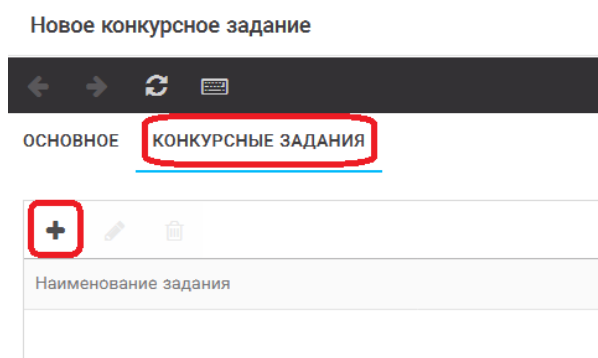 Новое конкурсное задание
ОСНОВНОЕ КОНКУРСНЫЕ ЗАДАНИЯ
Наименование задания